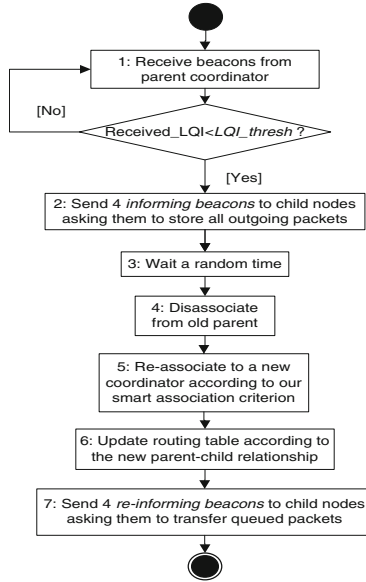 1: Receive beacons from
parent coordinator
[No]
Received_LQI<LQI_thresh ?
[Yes]
2: Send 4 informing beacons to child nodes
asking them to store all outgoing packets
3: Wait a random time
4: Disassociate
from old parent
5: Re-associate to a new
coordinator according to our
smart association criterion
6: Update routing table according to
the new parent-child relationship
7: Send 4 re-informing beacons to child nodes
asking them to transfer queued packets